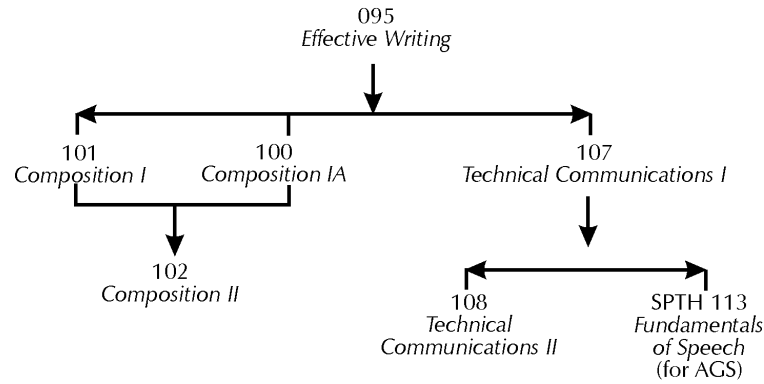 095
Effective Writing
101
Composition I
100
Composition IA
107
Technical Communications I
102
Composition II
108
Technical
Communications II
SPTH 113
Fundamentals
of Speech
(for AGS)